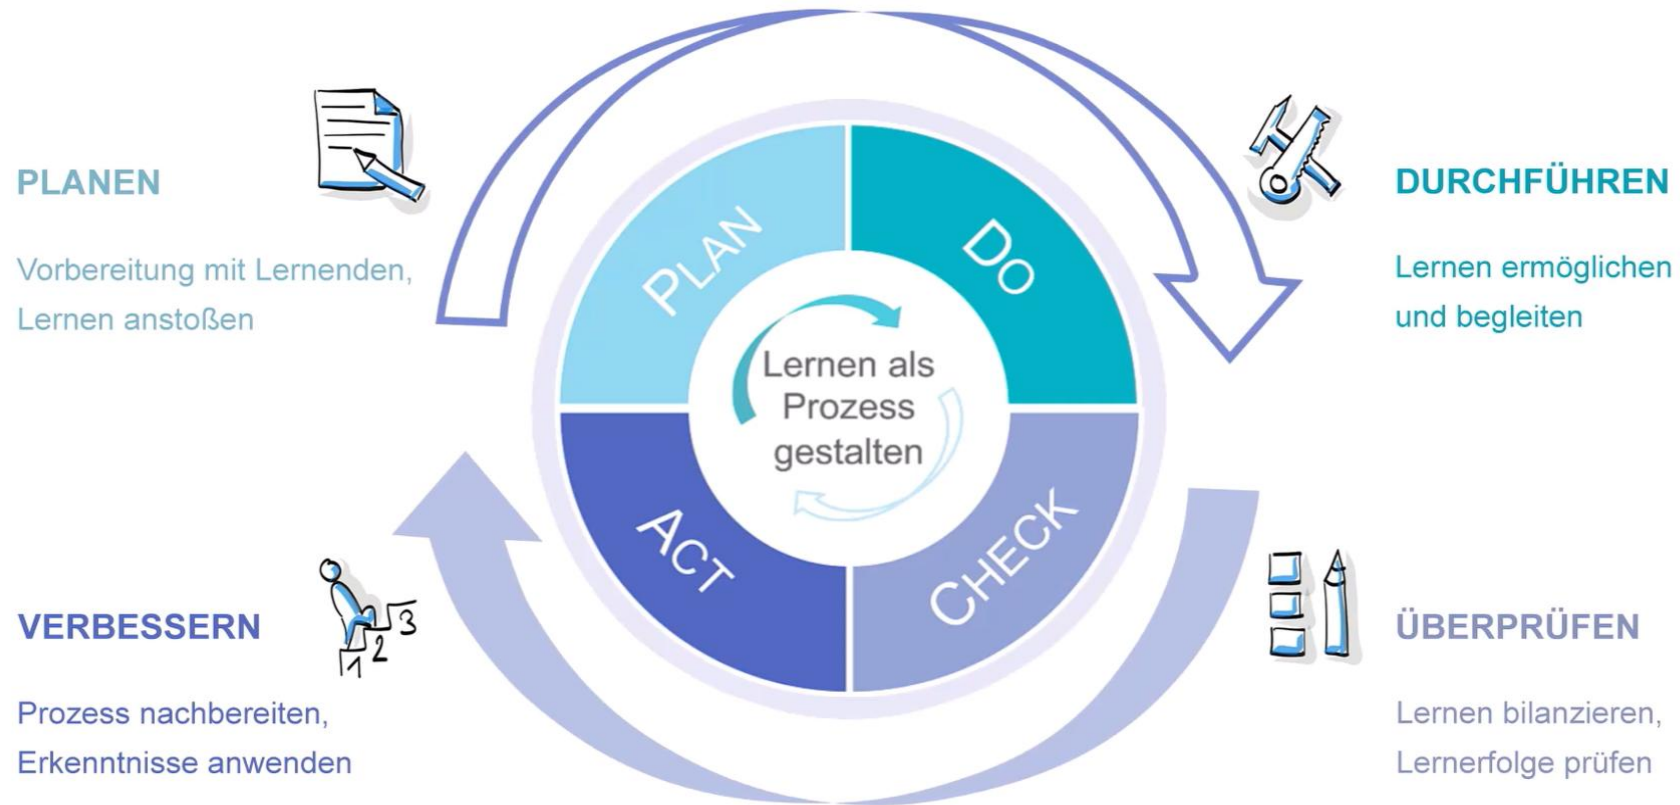 PLANEN
Vorbereitung mit Lernenden,
Lernen anstoßen
DURCHFÜHREN
Lernen ermöglichen
und begleiten
PLAN
DO
Lernen als
Prozess
gestalten
ACT
CHECK
VERBESSERN
1 2 3
Prozess nachbereiten,
Erkenntnisse anwenden
ÜBERPRÜFEN
Lernen bilanzieren,
Lernerfolge prüfen